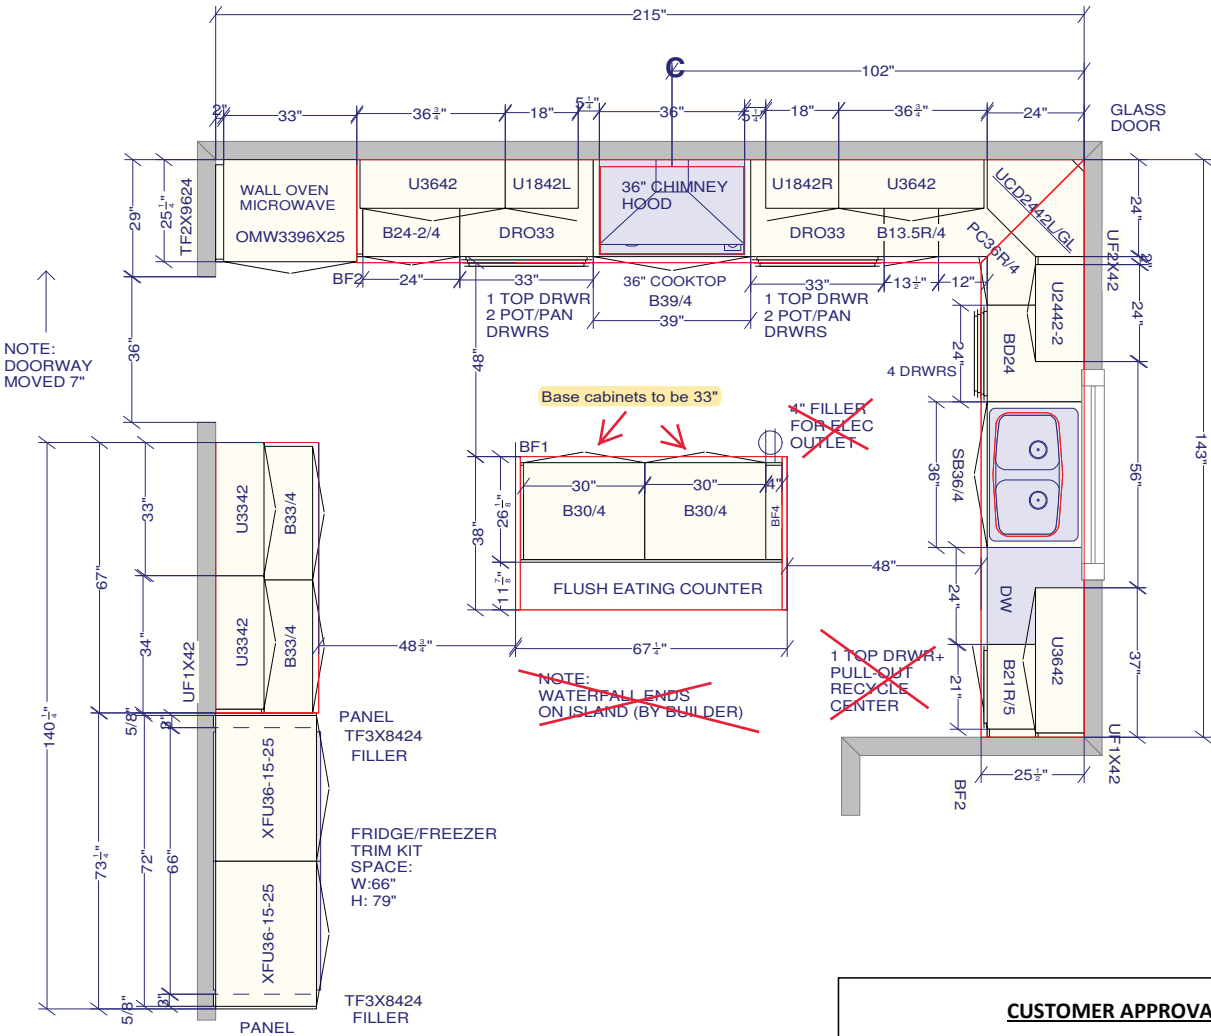 215"
C
102"
2"
33"
36 3/4"
18"
5 1/4"
36"
5 1/4"
18"
36 3/4"
24"
GLASS
DOOR
29"
25 1/4"
TF2X9624
WALL OVEN
MICROWAVE
OMW3396X25
U3642
U1842L
36" CHIMNEY
HOOD
U1842R
U3642
UCD2442L/GL
B24-2/4
DRO33
DRO33
B13.5R/4
PC36R/4
24"
UF2X42
2"
BF2
24"
33"
36" COOKTOP
B39/4
39"
33"
13 1/2"
12"
1 TOP DRWR
2 POT/PAN
DRWRS
1 TOP DRWR
2 POT/PAN
DRWRS
U2442-2
24"
BD24
24"
4 DRWRS
NOTE:
DOORWAY
MOVED 7"
36"
48"
Base cabinets to be 33"
4" FILLER
FOR ELEC
OUTLET
BF1
30"
30"
4"
B30/4
B30/4
BF4
26 1/8"
38"
11 7/8"
FLUSH EATING COUNTER
48"
36"
SB36/4
56"
143"
24"
DW
33"
U3342
B33/4
67"
34"
U3342
B33/4
UF1X42
48 3/4"
67 1/4"
NOTE:
WATERFALL ENDS
ON ISLAND (BY BUILDER)
1 TOP DRWR+
PULL-OUT
RECYCLE
CENTER
21"
B21R/5
U3642
37"
UF1X42
BF2
25 1/2"
140 1/4"
5/8"
3"
PANEL
TF3X8424
FILLER
XFU36-15-25
73 1/4"
72"
66"
FRIDGE/FREEZER
TRIM KIT
SPACE:
W:66"
H: 79"
XFU36-15-25
5/8"
3"
TF3X8424
FILLER
PANEL
CUSTOMER APPROVA